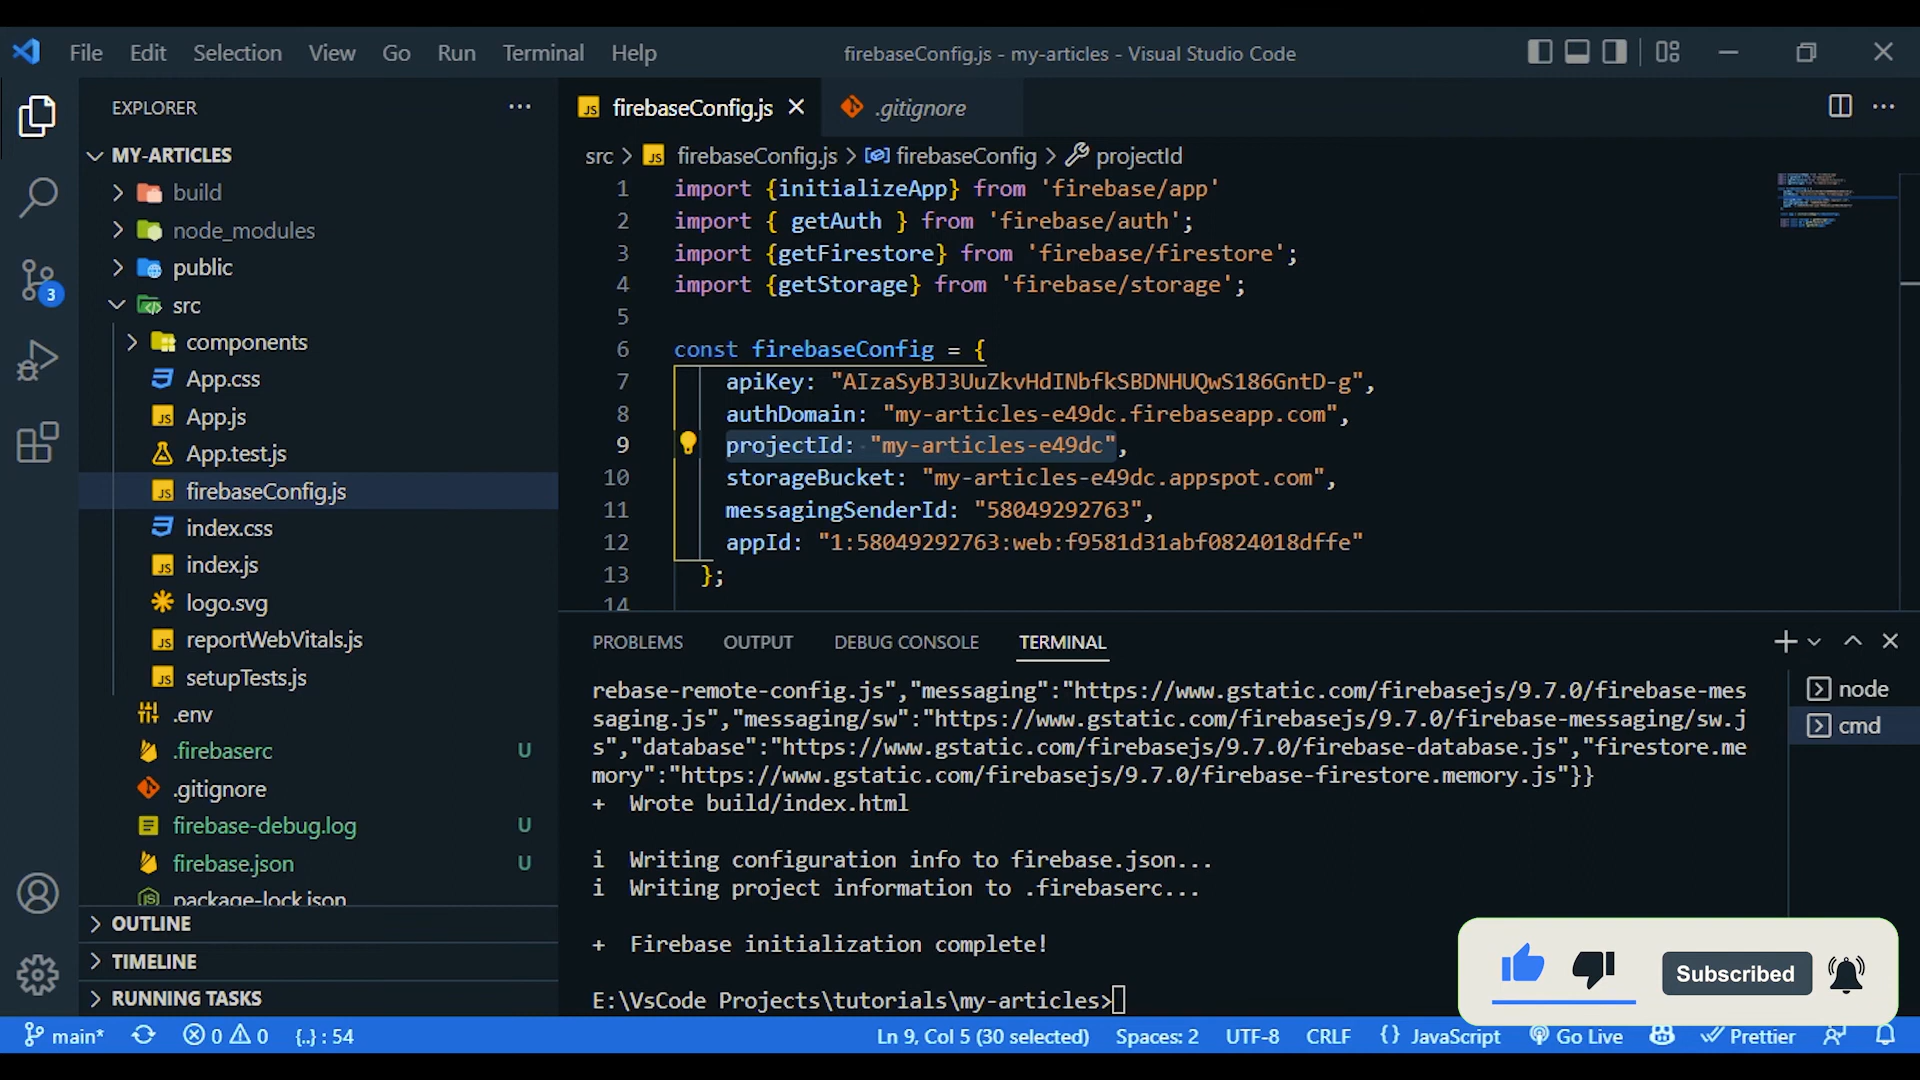 File Edit Selection View Go Run Terminal Help
firebaseConfig.js - my-articles - Visual Studio Code
EXPLORER
MY-ARTICLES
build
node_modules
public
src
components
App.css
App.js
App.test.js
firebaseConfig.js
index.css
index.js
logo.svg
reportWebVitals.js
setupTests.js
.env
.firebaserc U
.gitignore
firebase-debug.log U
firebase.json U
package-lock.json
OUTLINE
TIMELINE
RUNNING TASKS
3
firebaseConfig.js
.gitignore
src > firebaseConfig.js > firebaseConfig > projectId
1 import {initializeApp} from 'firebase/app'
2 import { getAuth } from 'firebase/auth';
3 import {getFirestore} from 'firebase/firestore';
4 import {getStorage} from 'firebase/storage';
5
6 const firebaseConfig = {
7 apiKey: "AIzaSyBJ3UuZkvHdINbfkSBDNHUQwS186GntD-g",
8 authDomain: "my-articles-e49dc.firebaseapp.com",
9 projectId: "my-articles-e49dc",
10 storageBucket: "my-articles-e49dc.appspot.com",
11 messagingSenderId: "58049292763",
12 appId: "1:58049292763:web:f9581d31abf0824018dffe"
13 };
14
PROBLEMS OUTPUT DEBUG CONSOLE TERMINAL
rebase-remote-config.js","messaging":"https://www.gstatic.com/firebasejs/9.7.0/firebase-mes
saging.js","messaging/sw":"https://www.gstatic.com/firebasejs/9.7.0/firebase-messaging/sw.j
s","database":"https://www.gstatic.com/firebasejs/9.7.0/firebase-database.js","firestore.me
mory":"https://www.gstatic.com/firebasejs/9.7.0/firebase-firestore.memory.js"}}
+ Wrote build/index.html
i Writing configuration info to firebase.json...
i Writing project information to .firebaserc...
+ Firebase initialization complete!
E:\VsCode Projects\tutorials\my-articles>
node
cmd
Subscribed
main* 0 0 {..} : 54
Ln 9, Col 5 (30 selected) Spaces: 2 UTF-8 CRLF {} JavaScript Go Live Prettier